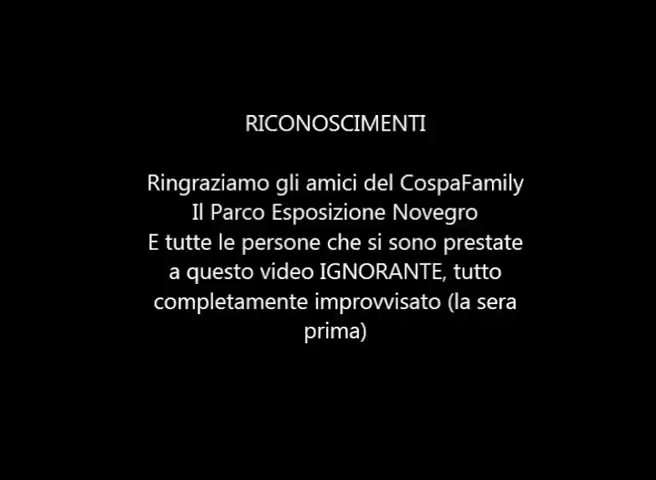 RICONOSCIMENTI
Ringraziamo gli amici del CospaFamily
Il Parco Esposizione Novegro
E tutte le persone che si sono prestate
a questo video IGNORANTE, tutto
completamente improvvisato (la sera
prima)